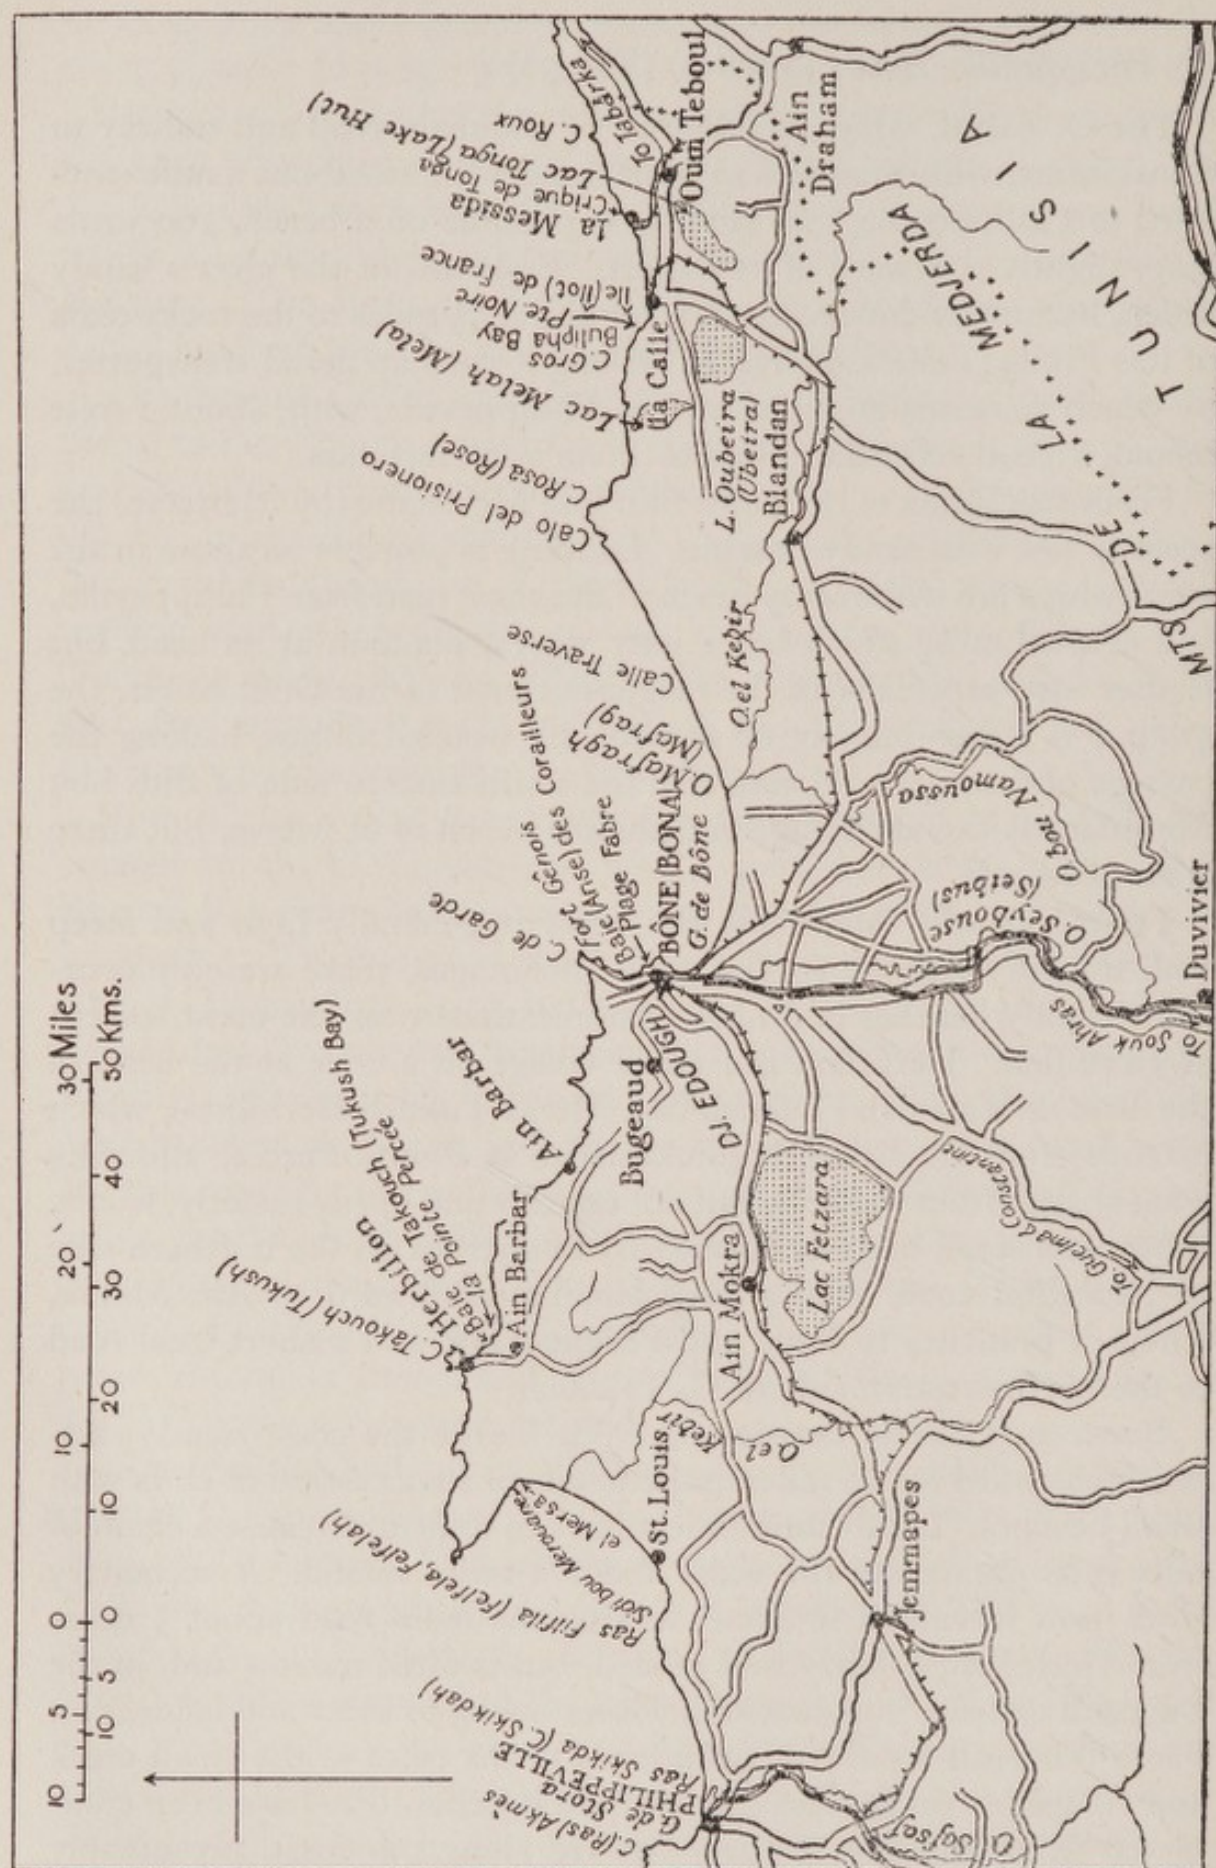 30 Miles
20
10
0
5
10
50 Kms.
40
30
20
10
0
5
10
C. (Ras) Akmès
G. de Stora
PHILIPPEVILLE
Ras Skikda (C. Skikdah)
Ras Filfila (Felfela, Felfelah)
Sidi bou Merouane
el Mersa
St. Louis
C. Takouch (Tukush)
Herbillon
Baie de Takouch (Tukush Bay)
la Pointe Percée
Ain Barbar
Ain Barbar
Bugeaud
DJ. EDOUGH
C. de Garde
Fort Génois
Baie (Anse) des Corailleurs
Plage Fabre
BÔNE (BONA)
G. de Bône
O. Mafragh
(Mafrag)
Calle Traverse
Calo del Prisionero
C. Rosa (Rose)
Lac Melah (Mela)
C. Gros
Bulipha Bay
Pte. Noire
Ile (îlot) de France
la Calle
la Messida
Crique de Tonga
Lac Tonga (Lake Hut)
C. Roux
To Tabarka
Oum Teboul
Ain
Draham
L. Oubeira
(Ubeira)
Blandan
O. el Kebir
O. el
Kebir
Ain Mokra
Lac Fetzara
Jemmapes
O. Safsaf
To Guelma & Constantine
O. Seybouse
(Seibus)
O. Bou Namoussa
To Souk Ahras
Duvivier
MTS DE LA MEDJERDA
TUNISIA